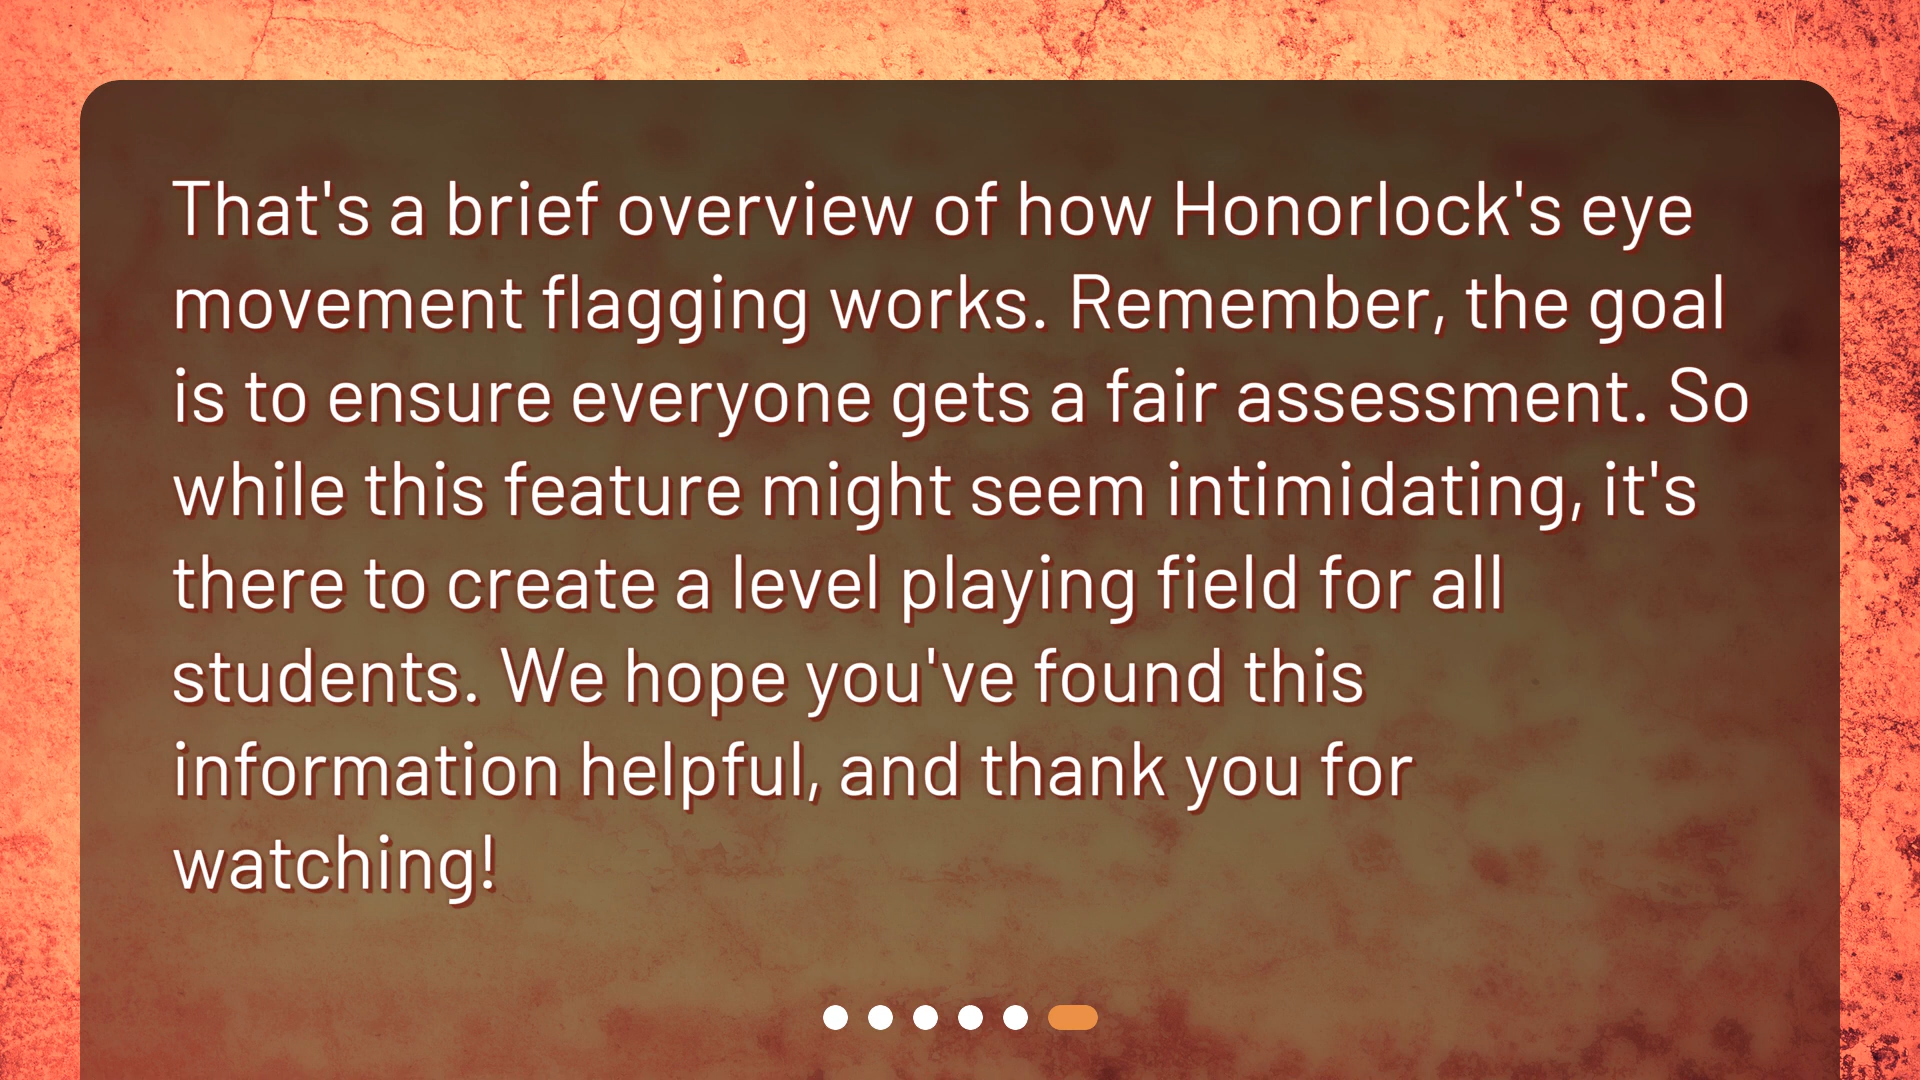 That's a brief overview of how Honorlock's eye
movement flagging works. Remember, the goal
is to ensure everyone gets a fair assessment. So
while this feature might seem intimidating, it's
there to create a level playing field for all
students. We hope you've found this
information helpful, and thank you for
watching!